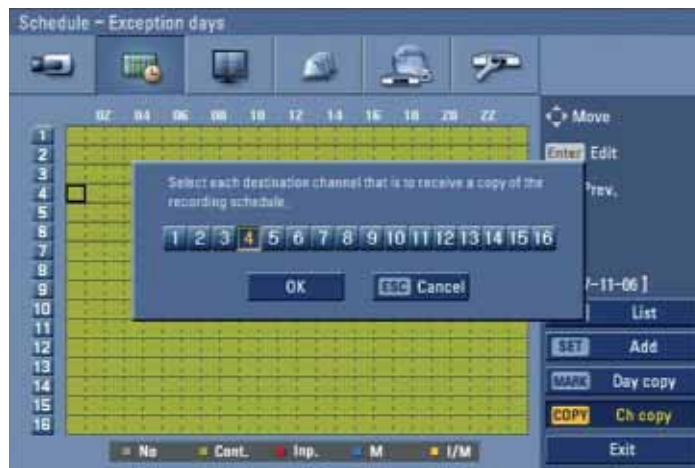 Schedule - Exception days
02 04 06 08 10 12 14 16 18 20 22
Move
Enter Edit
Prev.
1
2
3
4
5
6
7
8
9
10
11
12
13
14
15
16
Select each destination channel that is to receive a copy of the
recording schedule.
1 2 3 4 5 6 7 8 9 10 11 12 13 14 15 16
OK
ESC Cancel
-11-06 ]
List
SET Add
MARK Day copy
COPY Ch copy
Exit
No Cont. Inp. M I/M